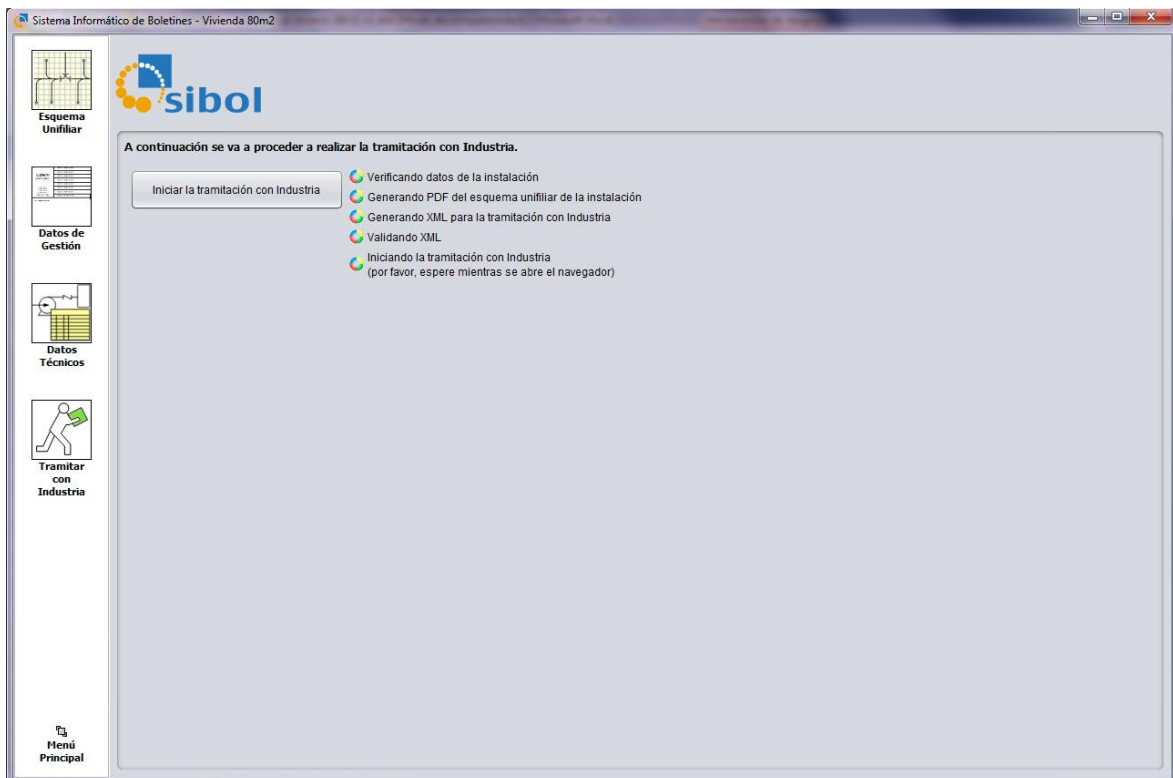 Sistema Informático de Boletines - Vivienda 80m2
Esquema
Unifiliar
Datos de
Gestión
Datos
Técnicos
Tramitar
con
Industria
Menú
Principal
sibol
A continuación se va a proceder a realizar la tramitación con Industria.
Iniciar la tramitación con Industria
Verificando datos de la instalación
Generando PDF del esquema unifiliar de la instalación
Generando XML para la tramitación con Industria
Validando XML
Iniciando la tramitación con Industria
(por favor, espere mientras se abre el navegador)